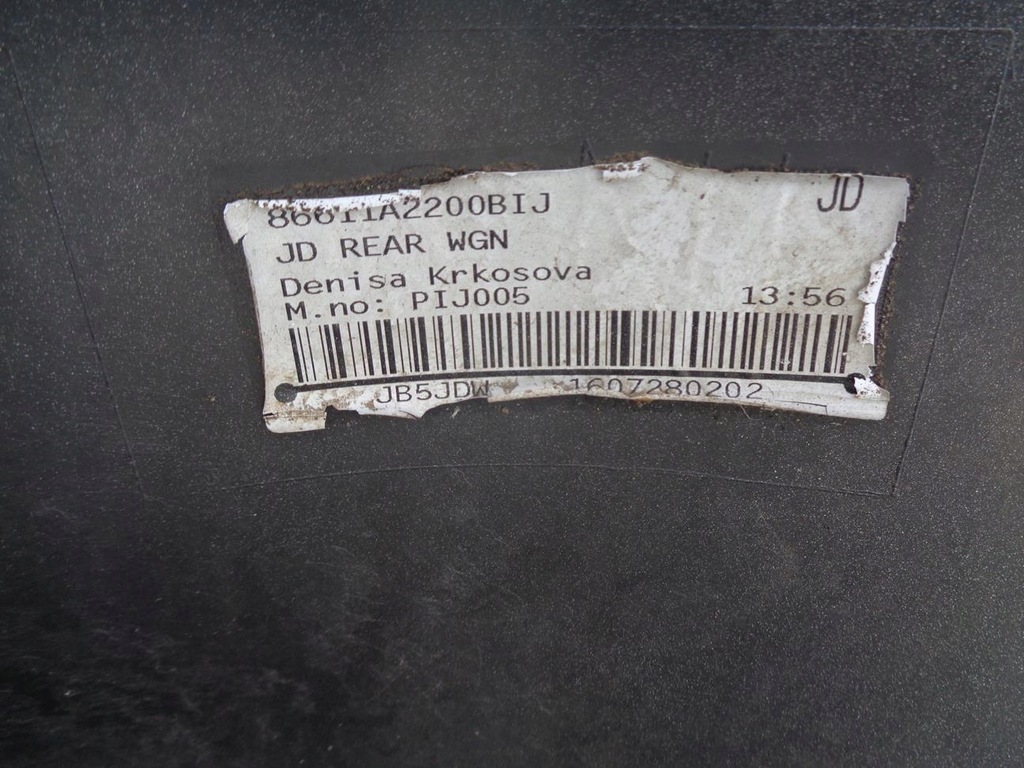 86611A2200BIJ JD
JD REAR WGN
Denisa Krkosova
M.no: PIJ005 13:56
JB5JDW 1607280202